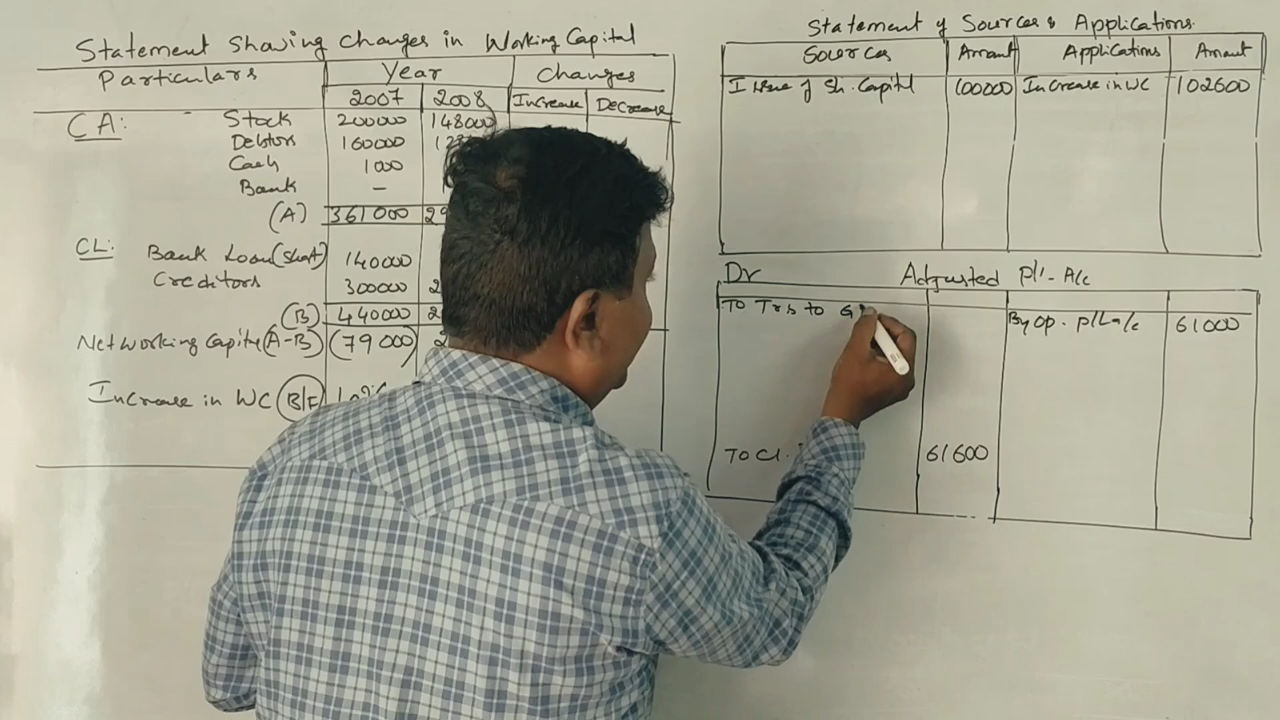 Statement Showing Changes in Working Capital
Particulars Year Changes
2007 2008 Increase Decrease
CA: Stock 200000 148000
Debtors 160000
Cash 1000
Bank -
(A) 361000
CL: Bank Loan (Short) 140000
Creditors 300000
(B) 440000
Net Working Capital (A-B) (79000)
Increase in WC (B/F)
Statement of Sources & Applications.
Sources Amount Applications Amount
Issue of Sh. Capital 100000 Increase in WC 102600
Dr Adjusted P/L A/c
To Trs to G
By Op. P/L a/c 61000
To Cl. 61600